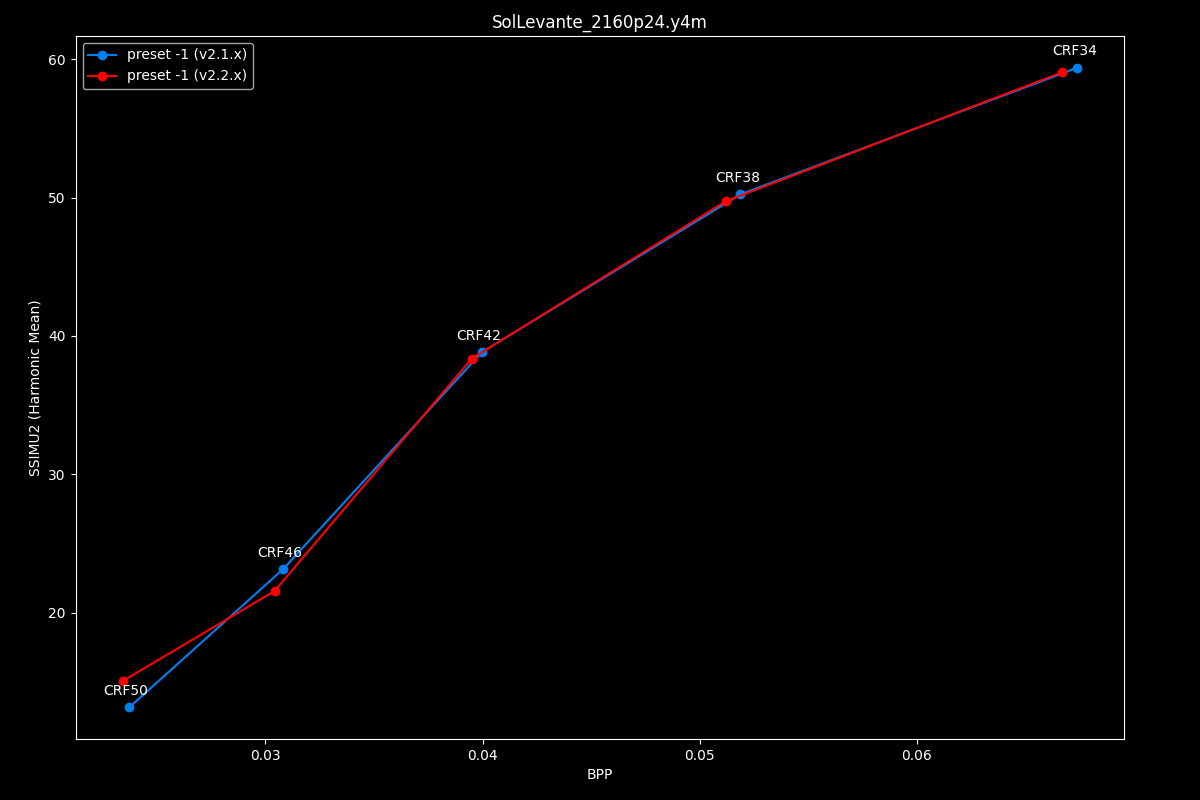 SolLevante_2160p24.y4m
preset -1 (v2.1.x)
preset -1 (v2.2.x)
CRF34
CRF38
CRF42
CRF46
CRF50
60
50
40
30
20
SSIMU2 (Harmonic Mean)
0.03 0.04 0.05 0.06
BPP